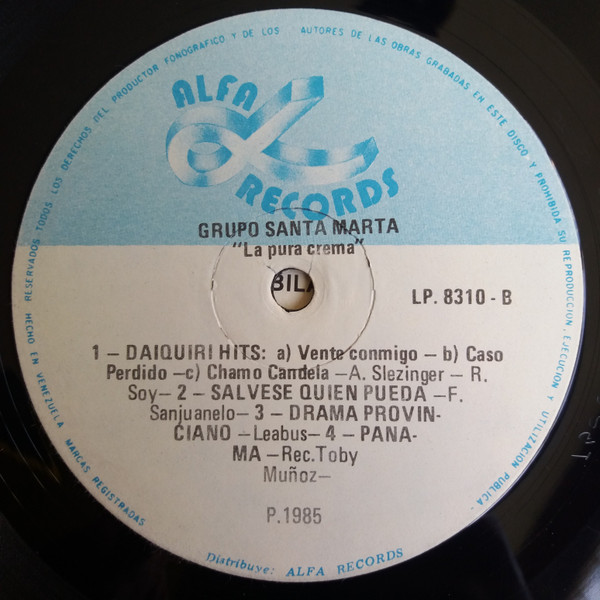 RESERVADOS TODOS LOS DERECHOS DEL PRODUCTOR FONOGRAFICO Y DE LOS AUTORES DE LAS OBRAS GRABADAS EN ESTE DISCO Y PROHIBIDA SU REPRODUCCION, EJECUCION Y UTILIZACION PUBLICA -
ALFA
RECORDS
GRUPO SANTA MARTA
"La pura crema"
LP. 8310 - B
1 - DAIQUIRI HITS: a) Vente conmigo - b) Caso
Perdido - c) Chamo Candela - A. Slezinger - R.
Soy - 2 - SALVESE QUIEN PUEDA - F.
Sanjuanelo - 3 - DRAMA PROVIN-
CIANO - Leabus - 4 - PANA-
MA - Rec. Toby
Muñoz -
P. 1985
HECHO EN VENEZUELA MARCAS REGISTRADAS
Distribuye: ALFA RECORDS